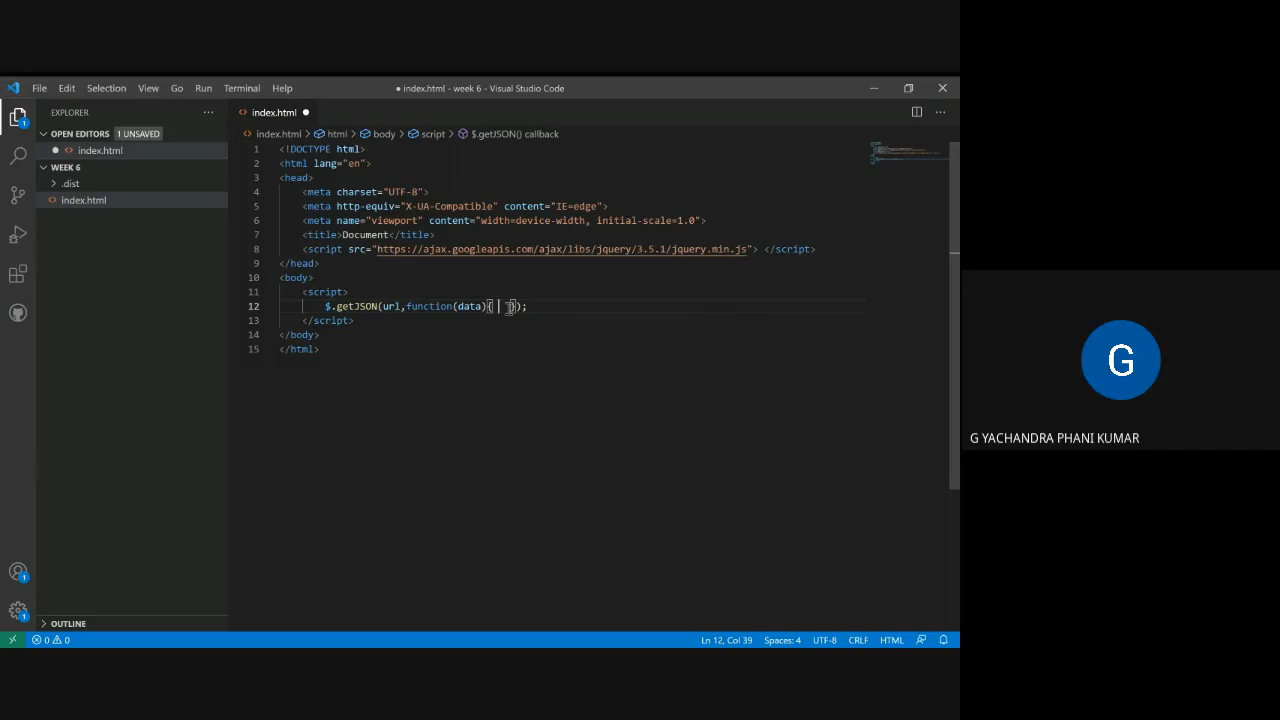 File Edit Selection View Go Run Terminal Help
● index.html - week 6 - Visual Studio Code
EXPLORER
OPEN EDITORS 1 UNSAVED
index.html
WEEK 6
.dist
index.html
OUTLINE
index.html
index.html > html > body > script > $.getJSON() callback
1 <!DOCTYPE html>
2 <html lang="en">
3 <head>
4 <meta charset="UTF-8">
5 <meta http-equiv="X-UA-Compatible" content="IE=edge">
6 <meta name="viewport" content="width=device-width, initial-scale=1.0">
7 <title>Document</title>
8 <script src="https://ajax.googleapis.com/ajax/libs/jquery/3.5.1/jquery.min.js"> </script>
9 </head>
10 <body>
11 <script>
12 $.getJSON(url,function(data){ });
13 </script>
14 </body>
15 </html>
1
1
1
0 0
Ln 12, Col 39 Spaces: 4 UTF-8 CRLF HTML
G
G YACHANDRA PHANI KUMAR